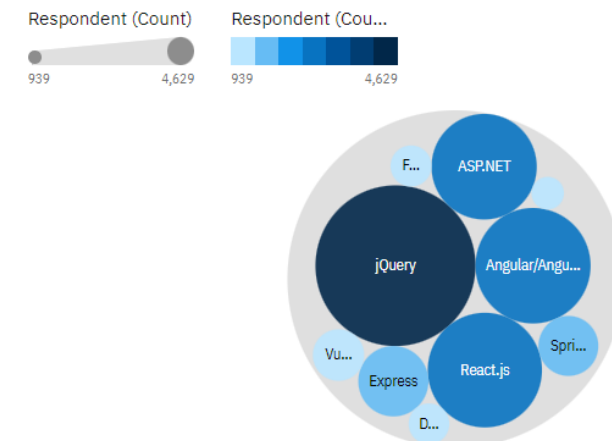 Respondent (Count)
939
4,629
Respondent (Cou...
939
4,629
F...
ASP.NET
jQuery
Angular/Angu...
Vu...
Express
React.js
Spri...
D...